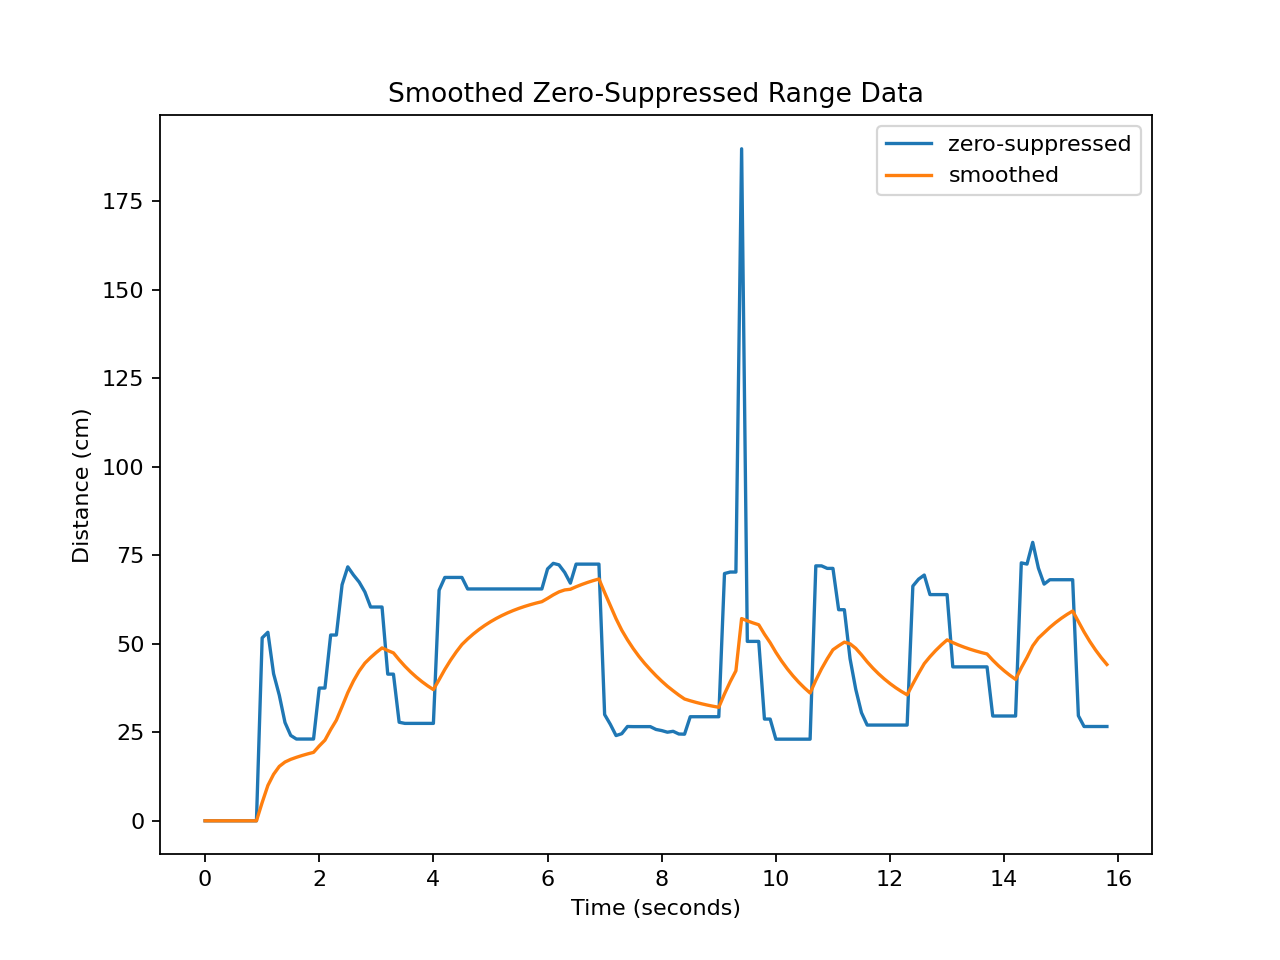 Smoothed Zero-Suppressed Range Data
zero-suppressed
smoothed
175
150
125
100
75
50
25
0
Distance (cm)
0 2 4 6 8 10 12 14 16
Time (seconds)